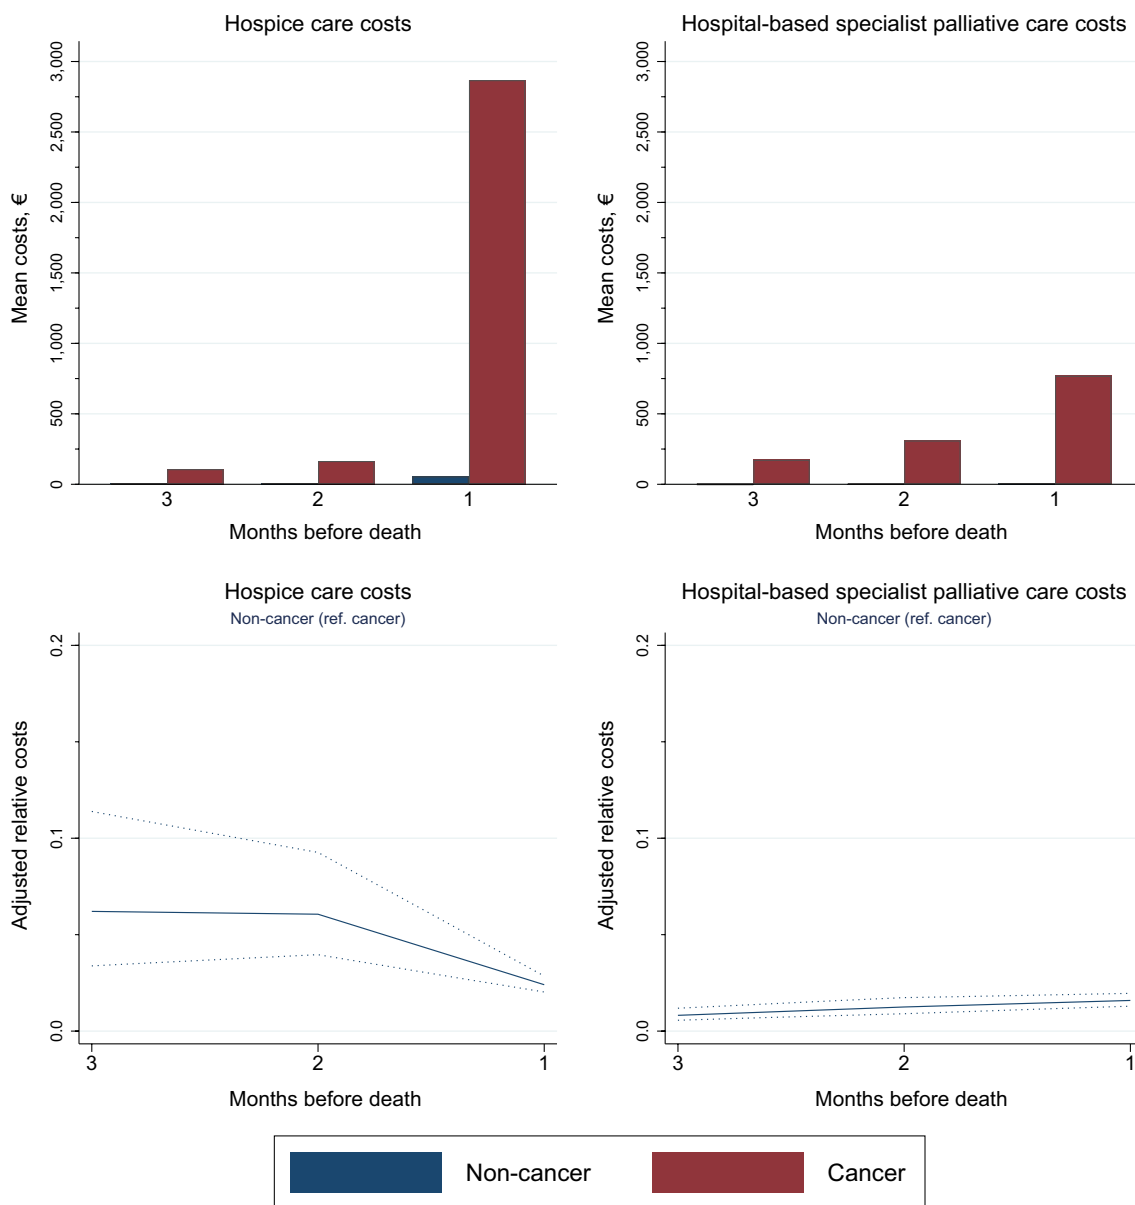 Hospice care costs
Mean costs, €
3,000
2,500
2,000
1,500
1,000
500
0
3 2 1
Months before death
Hospital-based specialist palliative care costs
Mean costs, €
3,000
2,500
2,000
1,500
1,000
500
0
3 2 1
Months before death
Hospice care costs
Non-cancer (ref. cancer)
Adjusted relative costs
0.2
0.1
0.0
3 2 1
Months before death
Hospital-based specialist palliative care costs
Non-cancer (ref. cancer)
Adjusted relative costs
0.2
0.1
0.0
3 2 1
Months before death
Non-cancer Cancer